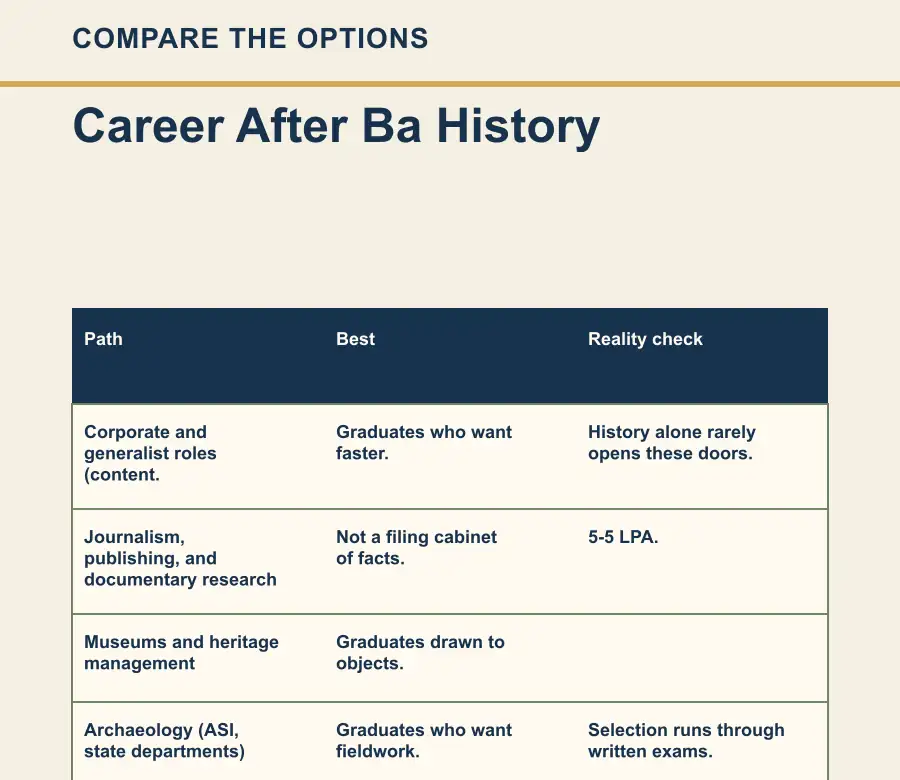 COMPARE THE OPTIONS
Career After Ba History
Path
Best
Reality check
Corporate and
generalist roles
(content.
Graduates who want
faster.
History alone rarely
opens these doors.
Journalism,
publishing, and
documentary research
Not a filing cabinet
of facts.
5-5 LPA.
Museums and heritage
management
Graduates drawn to
objects.
Archaeology (ASI,
state departments)
Graduates who want
fieldwork.
Selection runs through
written exams.